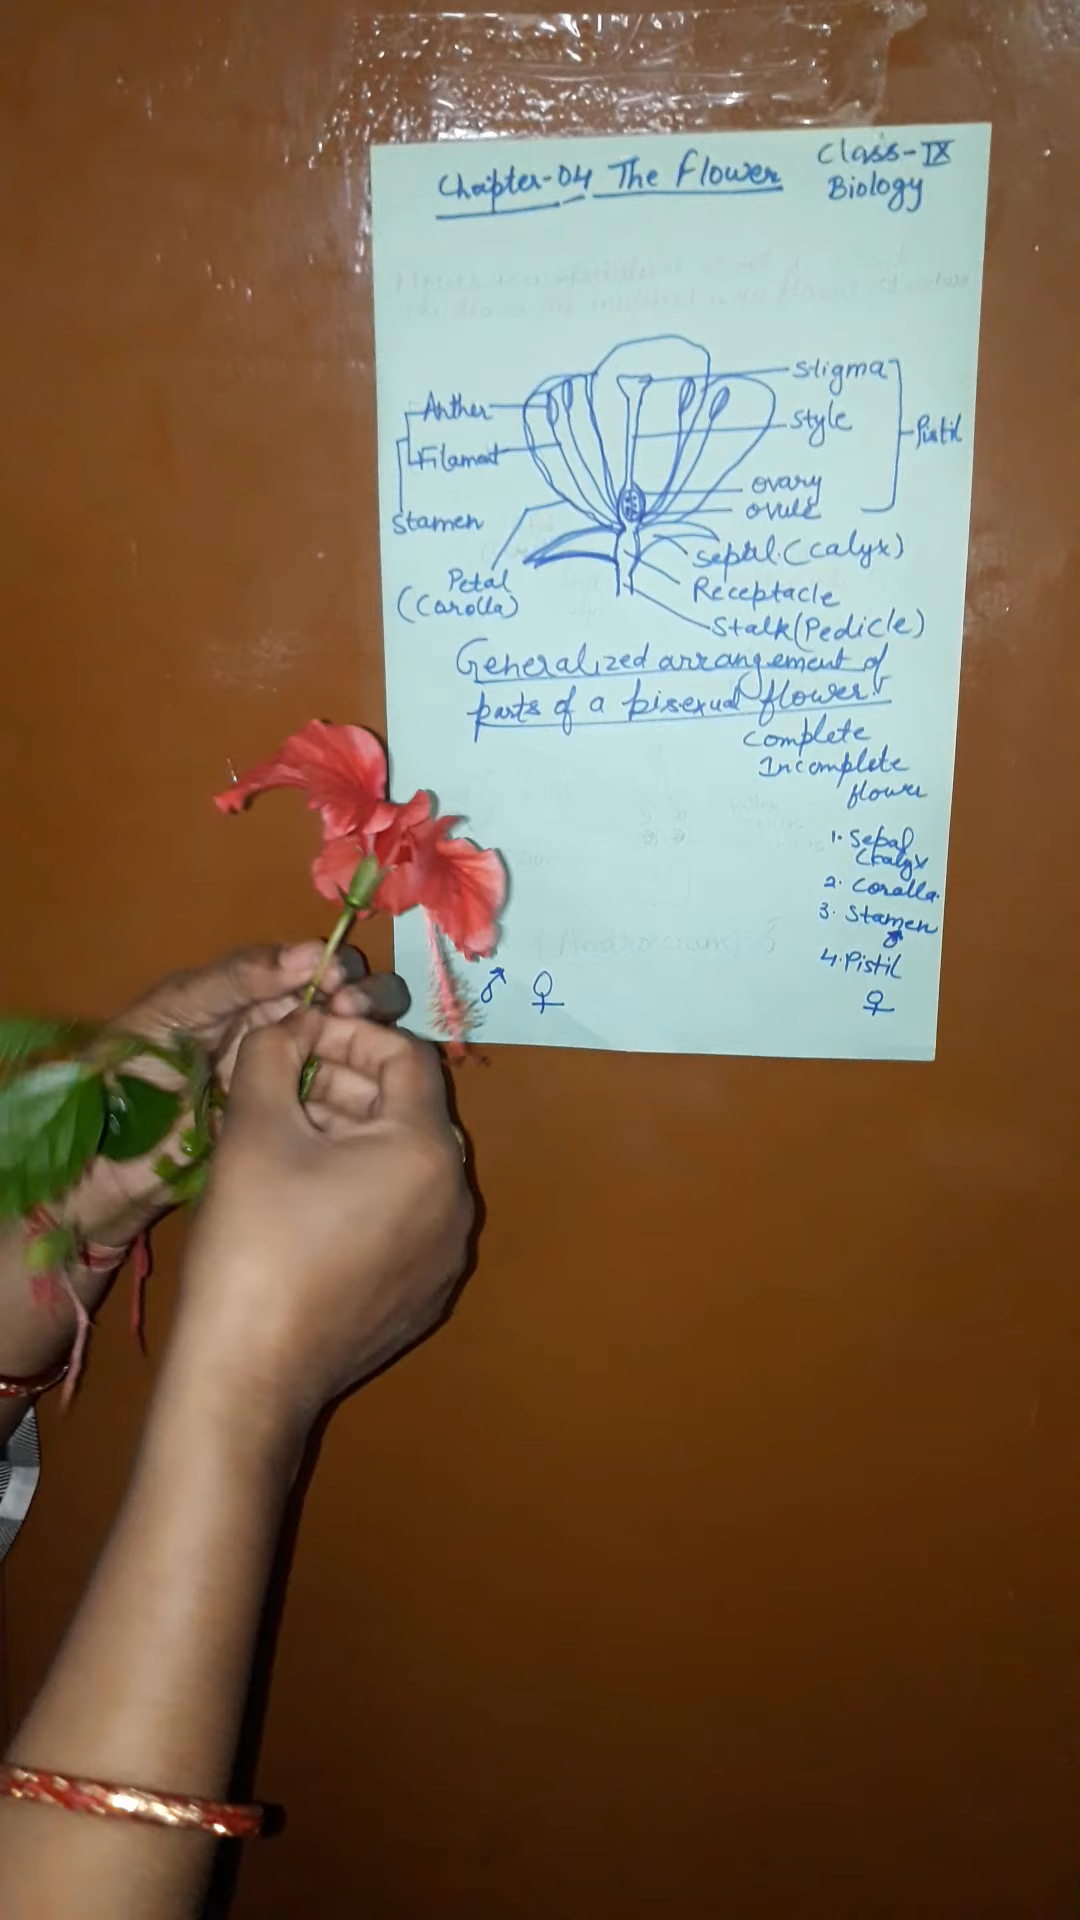 Chapter-04 The Flower
Class-IX
Biology
Anther
Filament
Stamen
Petal
(Carolla)
Stigma
Style
Pistil
ovary
ovule
Sepal (Calyx)
Receptacle
Stalk (Pedicle)
Generalized arrangement of
parts of a bisexual flower.
Complete
Incomplete
flower
1. Sepal
Calyx
2. Coralla.
3. Stamen
♂
4. Pistil
♀
♂ ♀